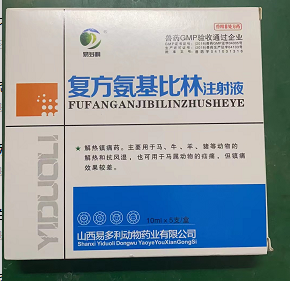 易多利
兽病GMP验收通过企业
复方氨基比林注射液
FUFANGANJIBILINZHUSHEYE
★解热镇痛药。主要用于马、牛、羊、猪等动物的
解热和抗风湿，也可用于马属动物的疝痛，但镇痛
效果较差。
YIDUOLI
10ml×5支/盒
山西易多利动物药业有限公司
Shanxi Yiduoli Dongwu YaoyeYouXianGongSi